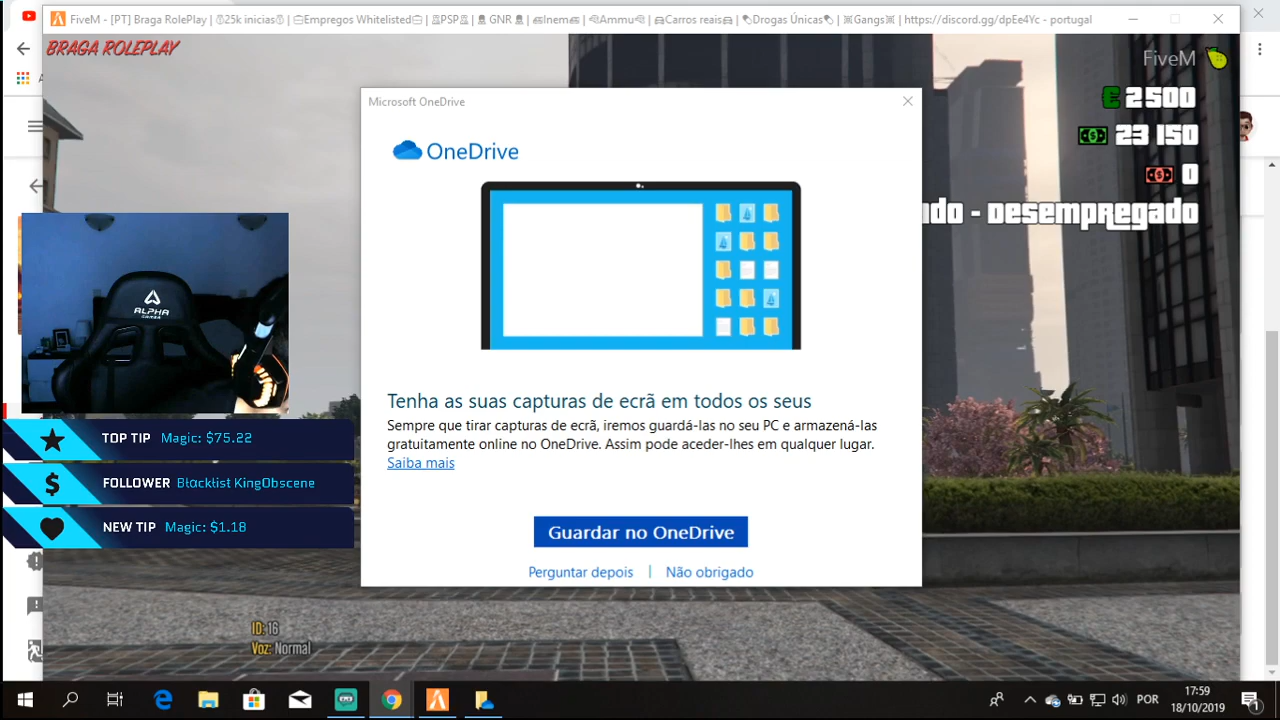 FiveM - [PT] Braga RolePlay | 25k inicias | Empregos Whitelisted | PSP | GNR | Inem | Ammu | Carros reais | Drogas Únicas | Gangs | https://discord.gg/dpEe4Yc - portugal
BRAGA ROLEPLAY
FiveM
2500
23 150
0
Desempregado
Microsoft OneDrive
OneDrive
Tenha as suas capturas de ecrã em todos os seus
Sempre que tirar capturas de ecrã, iremos guardá-las no seu PC e armazená-las
gratuitamente online no OneDrive. Assim pode aceder-lhes em qualquer lugar.
Saiba mais
Guardar no OneDrive
Perguntar depois | Não obrigado
ALPHA
TOP TIP Magic: $75.22
FOLLOWER Blacklist KingObscene
NEW TIP Magic: $1.18
ID: 16
Voz: Normal
POR
17:59
18/10/2019
1